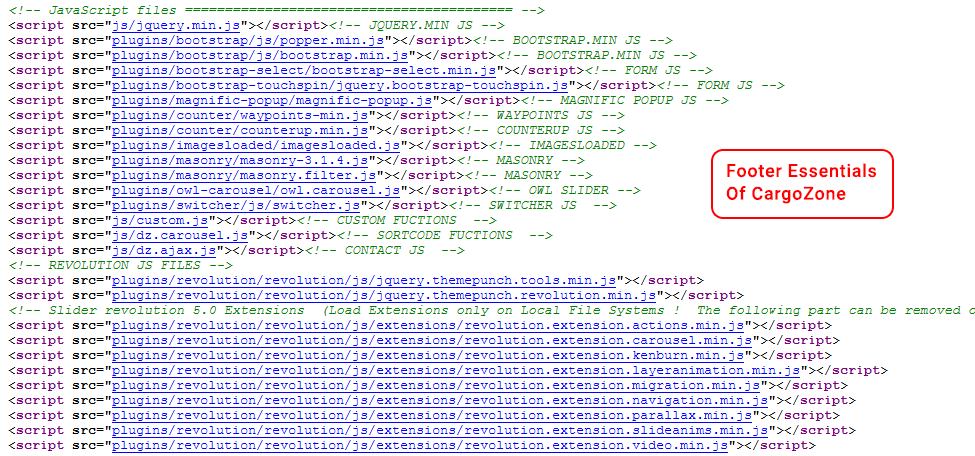 <!-- JavaScript files ========================================= -->
<script src="js/jquery.min.js"></script><!-- JQUERY.MIN JS -->
<script src="plugins/bootstrap/js/popper.min.js"></script><!-- BOOTSTRAP.MIN JS -->
<script src="plugins/bootstrap/js/bootstrap.min.js"></script><!-- BOOTSTRAP.MIN JS -->
<script src="plugins/bootstrap-select/bootstrap-select.min.js"></script><!-- FORM JS -->
<script src="plugins/bootstrap-touchspin/jquery.bootstrap-touchspin.js"></script><!-- FORM JS -->
<script src="plugins/magnific-popup/magnific-popup.js"></script><!-- MAGNIFIC POPUP JS -->
<script src="plugins/counter/waypoints-min.js"></script><!-- WAYPOINTS JS -->
<script src="plugins/counter/counterup.min.js"></script><!-- COUNTERUP JS -->
<script src="plugins/imagesloaded/imagesloaded.js"></script><!-- IMAGESLOADED -->
<script src="plugins/masonry/masonry-3.1.4.js"></script><!-- MASONRY -->
<script src="plugins/masonry/masonry.filter.js"></script><!-- MASONRY -->
<script src="plugins/owl-carousel/owl.carousel.js"></script><!-- OWL SLIDER -->
<script src="plugins/switcher/js/switcher.js"></script><!-- SWITCHER JS  -->
<script src="js/custom.js"></script><!-- CUSTOM FUCTIONS  -->
<script src="js/dz.carousel.js"></script><!-- SORTCODE FUCTIONS  -->
<script src="js/dz.ajax.js"></script><!-- CONTACT JS  -->
<!-- REVOLUTION JS FILES -->
<script src="plugins/revolution/revolution/js/jquery.themepunch.tools.min.js"></script>
<script src="plugins/revolution/revolution/js/jquery.themepunch.revolution.min.js"></script>
<!-- Slider revolution 5.0 Extensions  (Load Extensions only on Local File Systems !  The following part can be removed o
<script src="plugins/revolution/revolution/js/extensions/revolution.extension.actions.min.js"></script>
<script src="plugins/revolution/revolution/js/extensions/revolution.extension.carousel.min.js"></script>
<script src="plugins/revolution/revolution/js/extensions/revolution.extension.kenburn.min.js"></script>
<script src="plugins/revolution/revolution/js/extensions/revolution.extension.layeranimation.min.js"></script>
<script src="plugins/revolution/revolution/js/extensions/revolution.extension.migration.min.js"></script>
<script src="plugins/revolution/revolution/js/extensions/revolution.extension.navigation.min.js"></script>
<script src="plugins/revolution/revolution/js/extensions/revolution.extension.parallax.min.js"></script>
<script src="plugins/revolution/revolution/js/extensions/revolution.extension.slideanims.min.js"></script>
<script src="plugins/revolution/revolution/js/extensions/revolution.extension.video.min.js"></script>
Footer Essentials
Of CargoZone